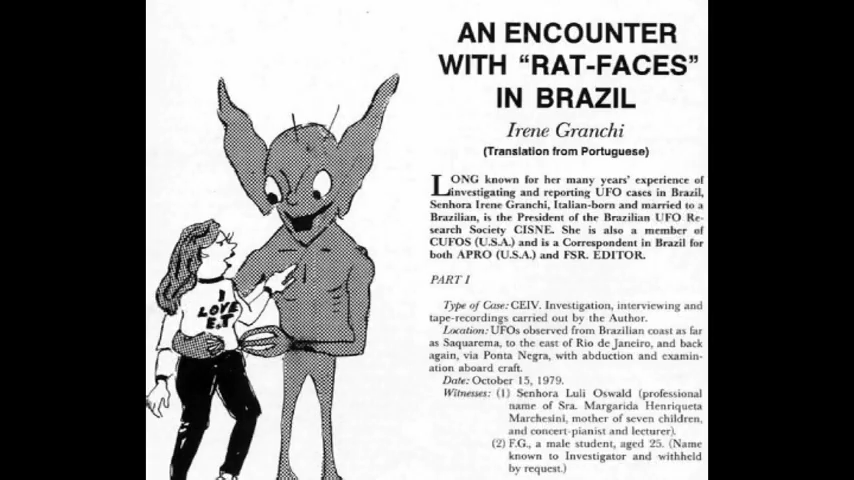 AN ENCOUNTER
WITH “RAT-FACES”
IN BRAZIL
Irene Granchi
(Translation from Portuguese)
LONG known for her many years’ experience of
investigating and reporting UFO cases in Brazil,
Senhora Irene Granchi, Italian-born and married to a
Brazilian, is the President of the Brazilian UFO Re-
search Society CISNE. She is also a member of
CUFOS (U.S.A.) and is a Correspondent in Brazil for
both APRO (U.S.A.) and FSR. EDITOR.
PART I
Type of Case: CEIV. Investigation, interviewing and
tape-recordings carried out by the Author.
Location: UFOs observed from Brazilian coast as far
as Saquarema, to the east of Rio de Janeiro, and back
again, via Ponta Negra, with abduction and examin-
ation aboard craft.
Date: October 15, 1979.
Witnesses: (1) Senhora Luli Oswald (professional
name of Sra. Margarida Henriqueta
Marchesini, mother of seven children,
and concert-pianist and lecturer).
(2) F.G., a male student, aged 25. (Name
known to Investigator and withheld
by request.)
I
LOVE
E.T